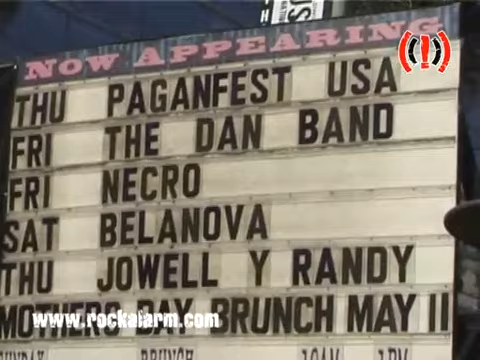 NOW APPEARING
THU PAGANFEST USA
FRI THE DAN BAND
FRI NECRO
SAT BELANOVA
THU JOWELL Y RANDY
MOTHERS DAY BRUNCH MAY 11
www.rockalarm.com
BRUNCH